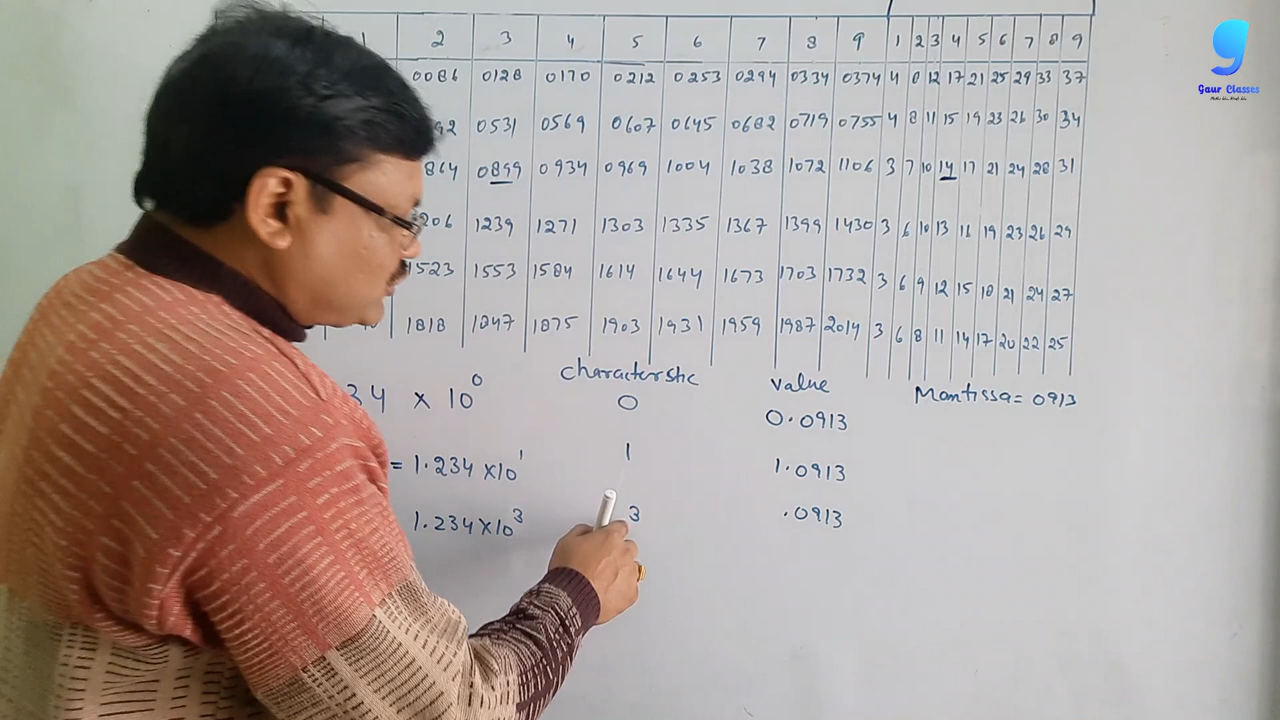 2 3 4 5 6 7 8 9 1 2 3 4 5 6 7 8 9
0086 0128 0170 0212 0253 0294 0334 0374 4 8 12 17 21 25 29 33 37
92 0531 0569 0607 0645 0682 0719 0755 4 8 11 15 19 23 26 30 34
864 0899 0934 0969 1004 1038 1072 1106 3 7 10 14 17 21 24 28 31
206 1239 1271 1303 1335 1367 1399 1430 3 6 10 13 16 19 23 26 29
1523 1553 1584 1614 1644 1673 1703 1732 3 6 9 12 15 18 21 24 27
1818 1847 1875 1903 1931 1959 1987 2014 3 6 8 11 14 17 20 22 25
characterstic value Mantissa = 0913
34 × 10⁰ 0 0.0913
= 1.234 ×10¹ 1 1.0913
1.234 ×10³ 3 .0913
g
Gaur Classes